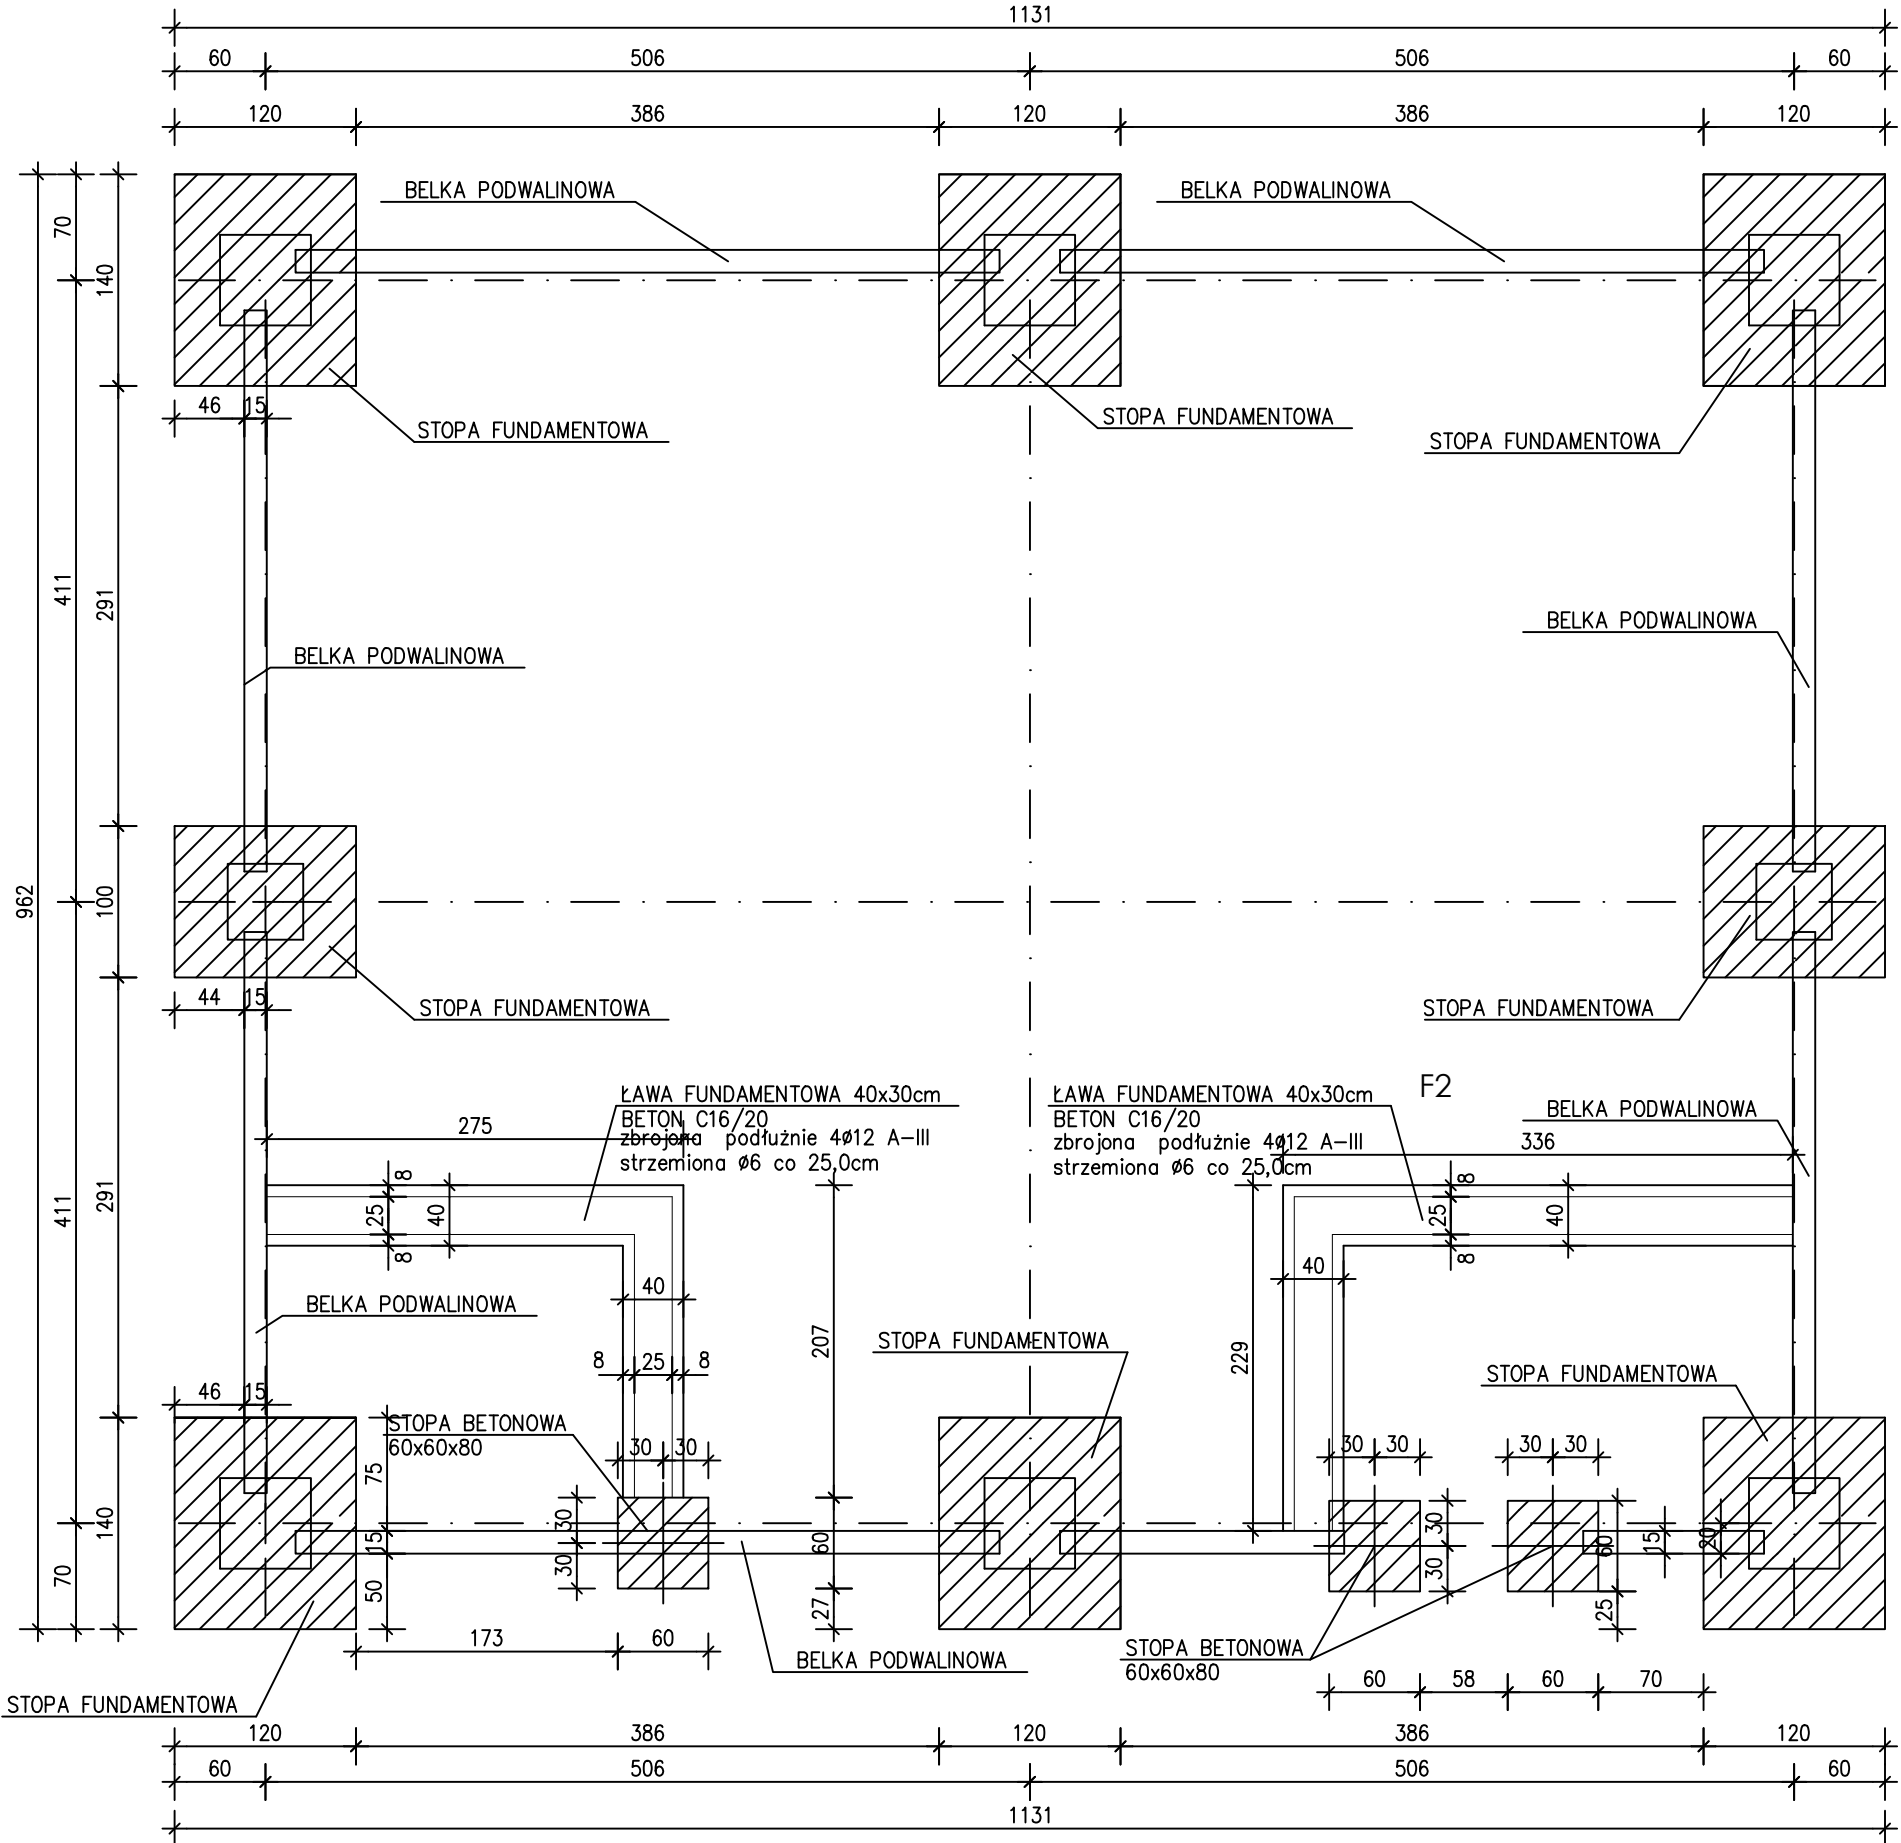 1131
60 506 506 60
120 386 120 386 120
BELKA PODWALINOWA
BELKA PODWALINOWA
70
140
46 15
STOPA FUNDAMENTOWA
STOPA FUNDAMENTOWA
STOPA FUNDAMENTOWA
411
291
BELKA PODWALINOWA
BELKA PODWALINOWA
962
100
44 15
STOPA FUNDAMENTOWA
STOPA FUNDAMENTOWA
F2
ŁAWA FUNDAMENTOWA 40x30cm
BETON C16/20
zbrojona podłużnie 4ø12 A-III
strzemiona ø6 co 25,0cm
ŁAWA FUNDAMENTOWA 40x30cm
BETON C16/20
zbrojona podłużnie 4ø12 A-III
strzemiona ø6 co 25,0cm
BELKA PODWALINOWA
275
336
411
291
8
25
8
40
8
25
8
40
40
40
BELKA PODWALINOWA
207
229
STOPA FUNDAMENTOWA
8 25 8
STOPA FUNDAMENTOWA
46 15
STOPA BETONOWA
60x60x80
30 30
30 30
30 30
75
15
50
140
70
30
30
60
27
30
30
60
15
20
25
173 60
BELKA PODWALINOWA
STOPA BETONOWA
60x60x80
60 58 60 70
STOPA FUNDAMENTOWA
120 386 120 386 120
60 506 506 60
1131